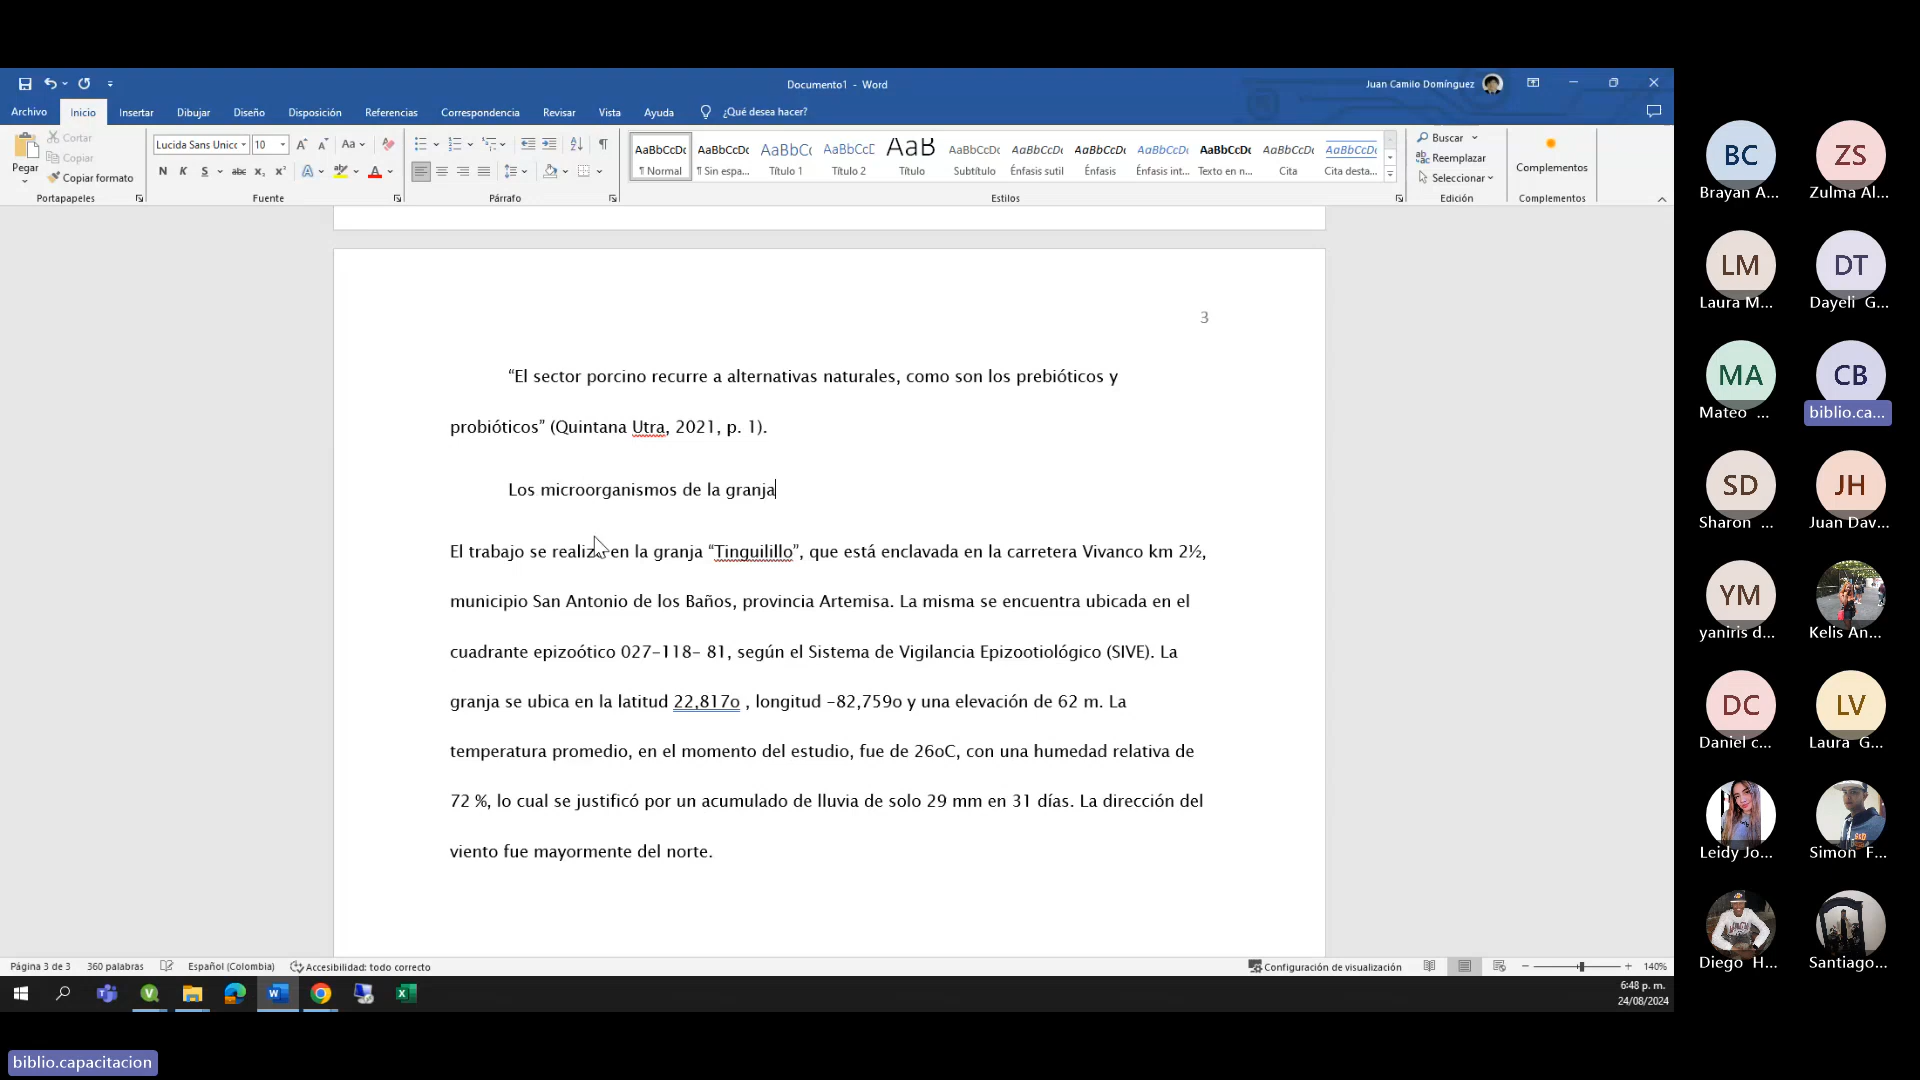 Documento1 - Word
Juan Camilo Domínguez
Archivo Inicio Insertar Dibujar Diseño Disposición Referencias Correspondencia Revisar Vista Ayuda ¿Qué desea hacer?
Pegar
Cortar
Copiar
Copiar formato
Portapapeles
Lucida Sans Unicc 10
Aa
N K S abc x₂ x²
Fuente
Párrafo
AaBbCcDc ¶ Normal
AaBbCcDc ¶ Sin espa...
AaBbCc Título 1
AaBbCcD Título 2
AaB Título
AaBbCcDc Subtítulo
AaBbCcDc Énfasis sutil
AaBbCcDc Énfasis
AaBbCcDc Énfasis int...
AaBbCcDc Texto en n...
AaBbCcDc Cita
AaBbCcDc Cita desta...
Estilos
Buscar
Reemplazar
Seleccionar
Edición
Complementos
Complementos
3
“El sector porcino recurre a alternativas naturales, como son los prebióticos y
probióticos” (Quintana Utra, 2021, p. 1).
Los microorganismos de la granja
El trabajo se realizó en la granja “Tinguilillo”, que está enclavada en la carretera Vivanco km 2½,
municipio San Antonio de los Baños, provincia Artemisa. La misma se encuentra ubicada en el
cuadrante epizoótico 027-118- 81, según el Sistema de Vigilancia Epizootiológico (SIVE). La
granja se ubica en la latitud 22,817o , longitud -82,759o y una elevación de 62 m. La
temperatura promedio, en el momento del estudio, fue de 26oC, con una humedad relativa de
72 %, lo cual se justificó por un acumulado de lluvia de solo 29 mm en 31 días. La dirección del
viento fue mayormente del norte.
Página 3 de 3 360 palabras Español (Colombia) Accesibilidad: todo correcto
Configuración de visualización 140%
6:48 p. m.
24/08/2024
BC ZS
Brayan A... Zulma Al...
LM DT
Laura M... Dayeli G...
MA CB
Mateo ... biblio.ca...
SD JH
Sharon ... Juan Dav...
YM
yaniris d... Kelis An...
DC LV
Daniel c... Laura G...
Leidy Jo... Simon F...
Diego H... Santiago...
biblio.capacitacion